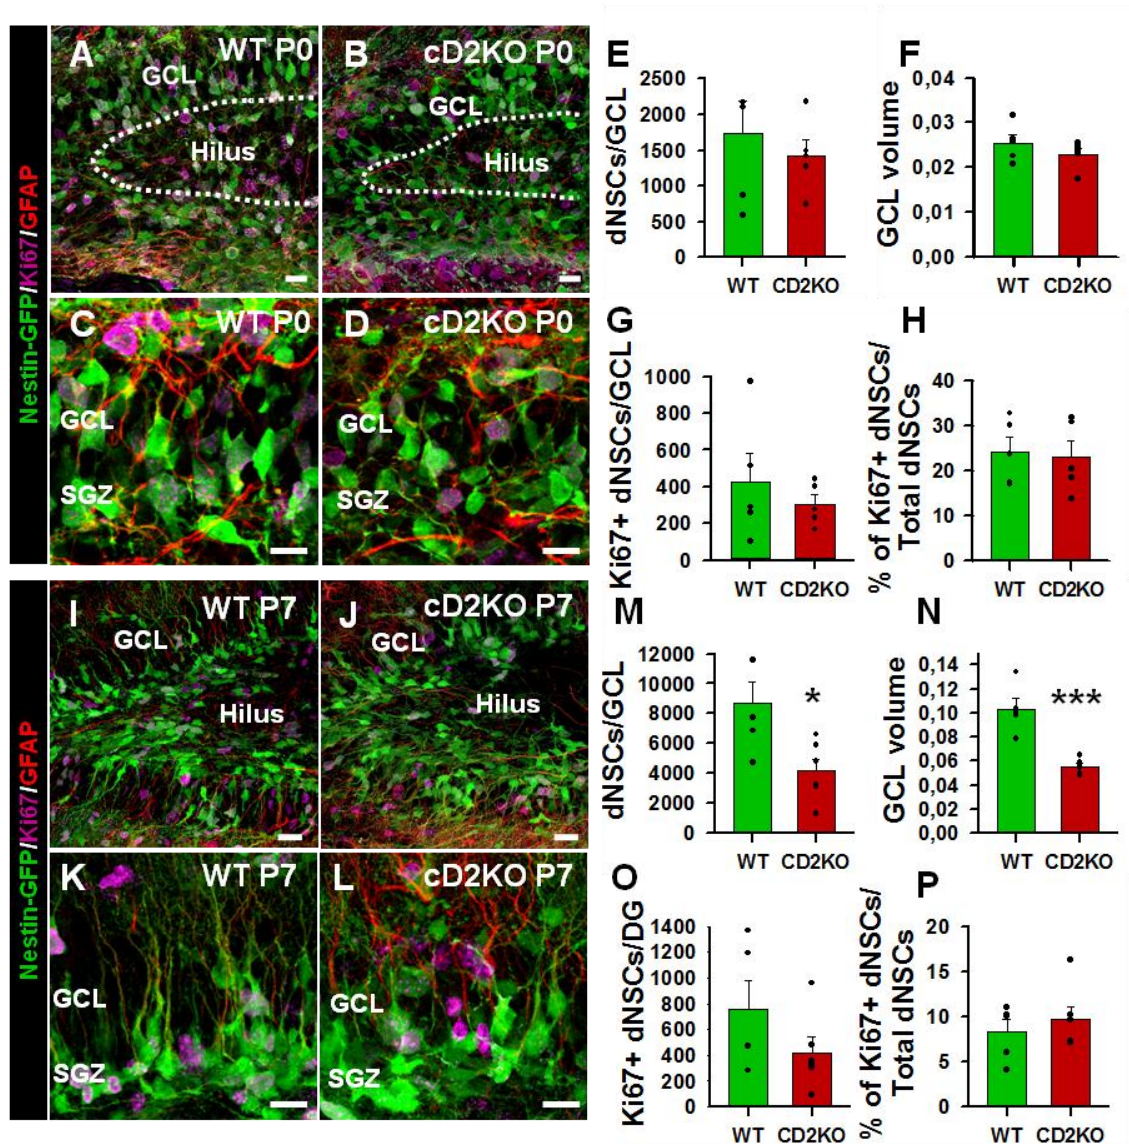 Nestin-GFP/Ki67/GFAP
A
WT P0
GCL
Hilus
B
cD2KO P0
GCL
Hilus
C
WT P0
GCL
SGZ
D
cD2KO P0
GCL
SGZ
E
dNSCs/GCL
2500
2000
1500
1000
500
0
WT CD2KO
F
GCL volume
0,04
0,03
0,02
0,01
0,00
WT CD2KO
G
Ki67+ dNSCs/GCL
1000
800
600
400
200
0
WT CD2KO
H
% of Ki67+ dNSCs/
Total dNSCs
40
30
20
10
0
WT CD2KO
Nestin-GFP/Ki67/GFAP
I
WT P7
GCL
Hilus
J
cD2KO P7
GCL
Hilus
K
WT P7
GCL
SGZ
L
cD2KO P7
GCL
SGZ
M
dNSCs/GCL
12000
10000
8000
6000
4000
2000
0
*
WT CD2KO
N
GCL volume
0,14
0,12
0,10
0,08
0,06
0,04
0,02
0,00
***
WT CD2KO
O
Ki67+ dNSCs/DG
1400
1200
1000
800
600
400
200
0
WT CD2KO
P
% of Ki67+ dNSCs/
Total dNSCs
20
15
10
5
0
WT CD2KO